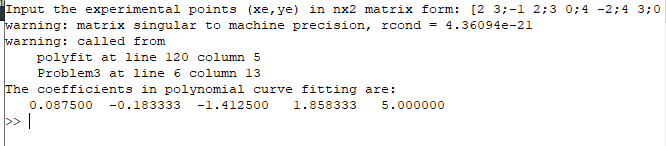 Input the experimental points (xe,ye) in nx2 matrix form: [2 3;-1 2;3 0;4 -2;4 3;0
warning: matrix singular to machine precision, rcond = 4.36094e-21
warning: called from
polyfit at line 120 column 5
Problem3 at line 6 column 13
The coefficients in polynomial curve fitting are:
0.087500 -0.183333 -1.412500 1.858333 5.000000
>>